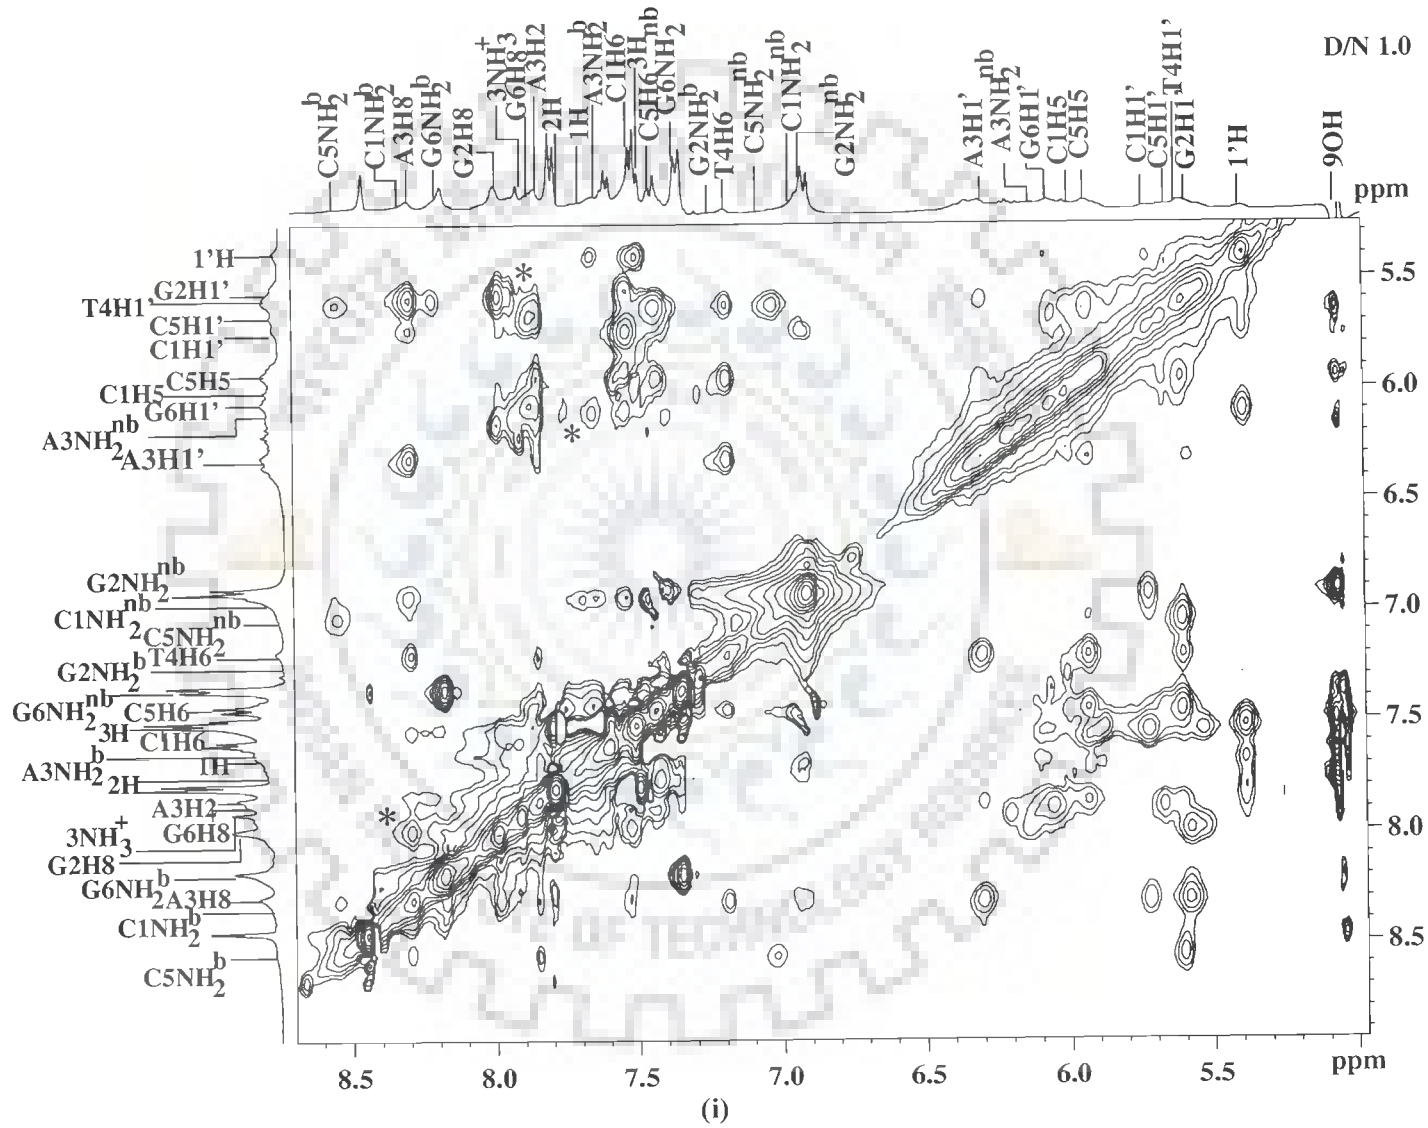 D/N 1.0
C5NH₂ᵇ
C1NH₂ᵇ
A3H8
G6NH₂ᵇ
G2H8
3NH₃⁺
G6H8
A3H2
2H
1H
A3NH₂ᵇ
C1H6
3H
C5H6
G6NH₂ⁿᵇ
G2NH₂ᵇ
T4H6
C5NH₂ⁿᵇ
C1NH₂ⁿᵇ
G2NH₂ⁿᵇ
A3H1'
A3NH₂ⁿᵇ
G6H1'
C1H5
C5H5
C1H1'
C5H1'
T4H1'
G2H1'
1'H
9OH
ppm
1'H
G2H1'
T4H1'
C5H1'
C1H1'
C5H5
C1H5
G6H1'
A3NH₂ⁿᵇ
A3H1'
G2NH₂ⁿᵇ
C1NH₂ⁿᵇ
C5NH₂ⁿᵇ
T4H6
G2NH₂ᵇ
G6NH₂ⁿᵇ
C5H6
3H
C1H6
1H
A3NH₂ᵇ
2H
A3H2
3NH₃⁺
G6H8
G2H8
G6NH₂ᵇ
A3H8
C1NH₂ᵇ
C5NH₂ᵇ
*
*
*
5.5
6.0
6.5
7.0
7.5
8.0
8.5
OF TECHNOLOGY
8.5 8.0 7.5 7.0 6.5 6.0 5.5 ppm
(i)